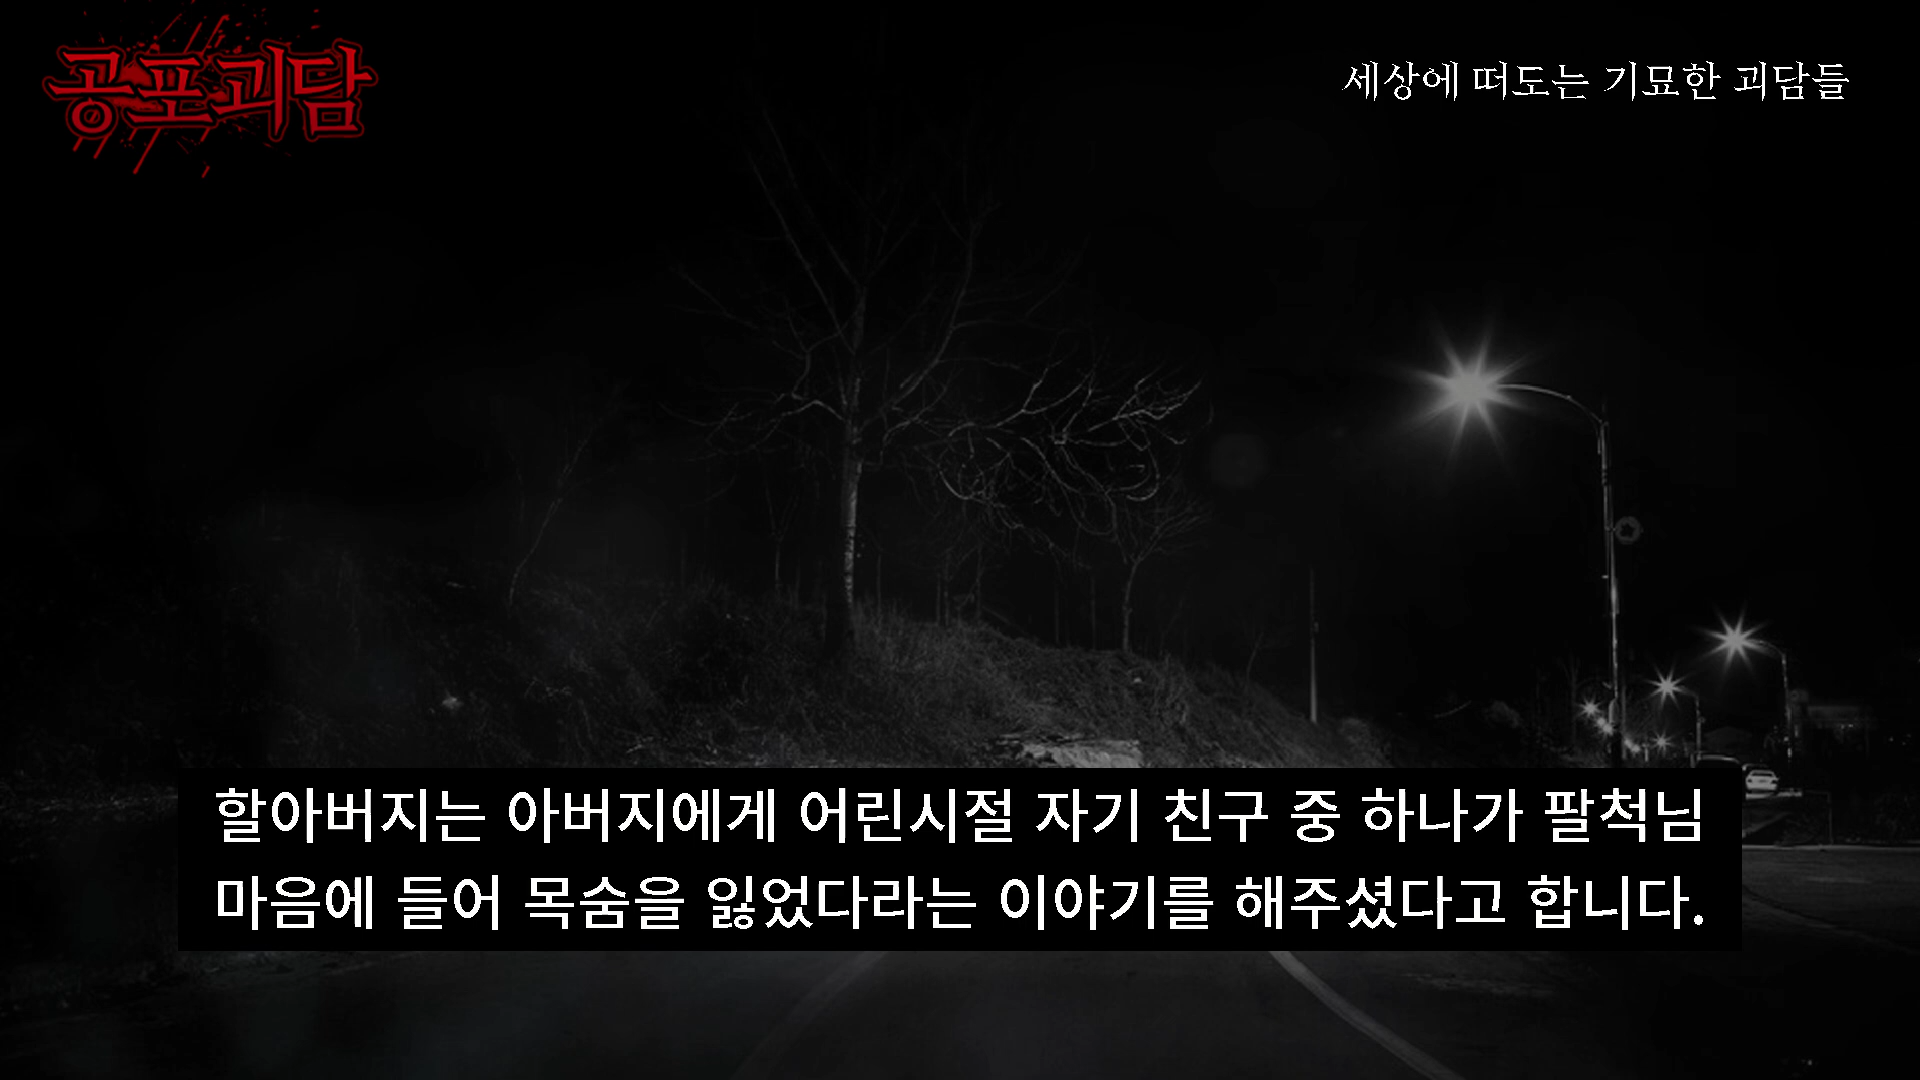 공포괴담
세상에 떠도는 기묘한 괴담들
할아버지는 아버지에게 어린시절 자기 친구 중 하나가 팔척님
마음에 들어 목숨을 잃었다라는 이야기를 해주셨다고 합니다.